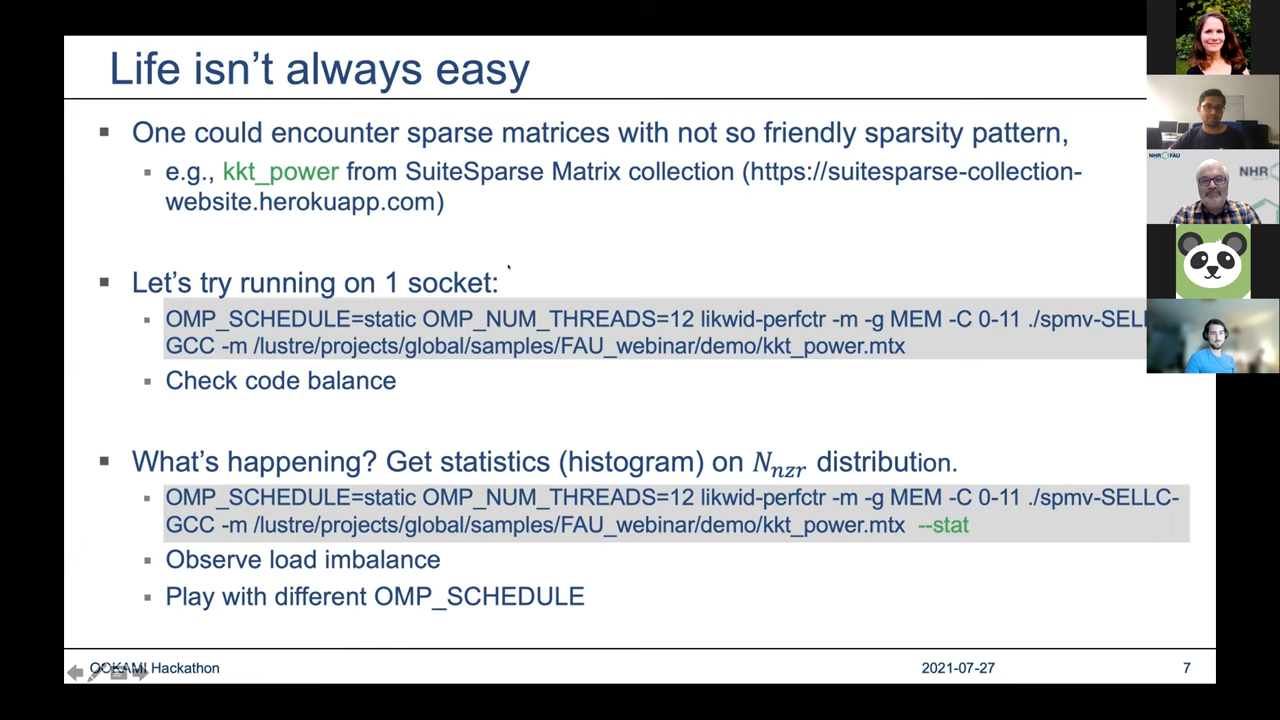 Life isn't always easy
One could encounter sparse matrices with not so friendly sparsity pattern,
e.g., kkt_power from SuiteSparse Matrix collection (https://suitesparse-collection-
website.herokuapp.com)
Let's try running on 1 socket:
OMP_SCHEDULE=static OMP_NUM_THREADS=12 likwid-perfctr -m -g MEM -C 0-11 ./spmv-SELL
GCC -m /lustre/projects/global/samples/FAU_webinar/demo/kkt_power.mtx
Check code balance
What's happening? Get statistics (histogram) on Nnzr distribution.
OMP_SCHEDULE=static OMP_NUM_THREADS=12 likwid-perfctr -m -g MEM -C 0-11 ./spmv-SELLC-
GCC -m /lustre/projects/global/samples/FAU_webinar/demo/kkt_power.mtx --stat
Observe load imbalance
Play with different OMP_SCHEDULE
OOKAMI Hackathon
2021-07-27
7
NHR FAU
NHR